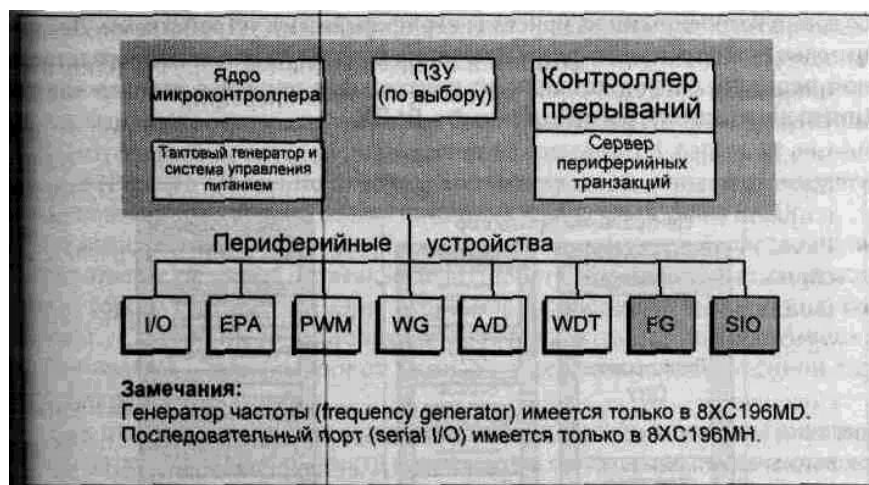 Ядро
микроконтроллера
ПЗУ
(по выбору)
Контроллер
прерываний
Тактовый генератор и
система управления
питанием
Сервер
периферийных
транзакций
Периферийные устройства
I/O EPA PWM WG A/D WDT FG SIO
Замечания:
Генератор частоты (frequency generator) имеется только в 8XC196MD.
Последовательный порт (serial I/O) имеется только в 8XC196MH.